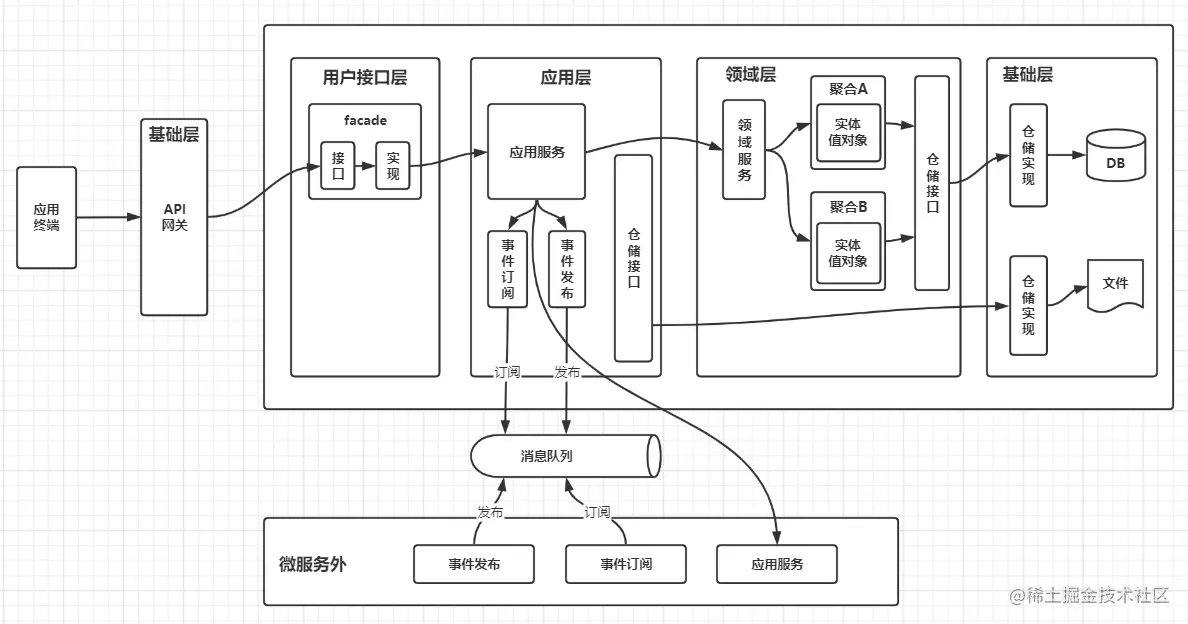 应用
终端
基础层
API
网关
用户接口层
facade
接
口
实
现
应用层
应用服务
事
件
订
阅
事
件
发
布
仓
储
接
口
领域层
领
域
服
务
聚合A
实体
值对象
聚合B
实体
值对象
仓
储
接
口
基础层
仓
储
实
现
DB
仓
储
实
现
文件
订阅
发布
消息队列
发布
订阅
微服务外
事件发布
事件订阅
应用服务
@稀土掘金技术社区